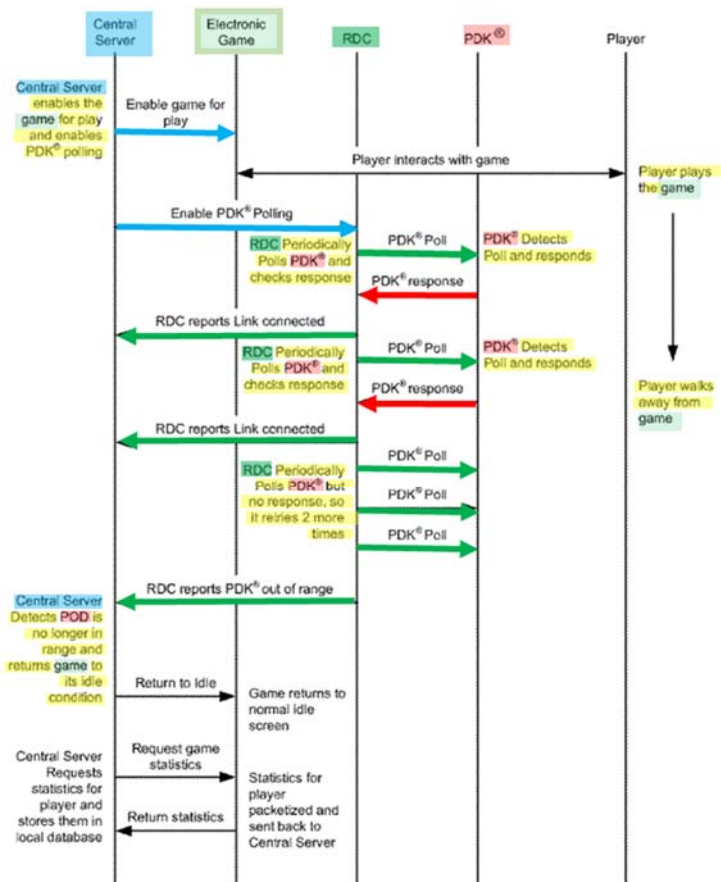 Central
Server
Electronic
Game
RDC
PDK®
Player
Central Server
enables the
game for play
and enables
PDK® polling
Enable game for
play
Player interacts with game
Player plays
the game
Enable PDK® Polling
RDC Periodically
Polls PDK® and
checks response
PDK® Poll
PDK® Detects
Poll and responds
PDK® response
RDC reports Link connected
RDC Periodically
Polls PDK® and
checks response
PDK® Poll
PDK® Detects
Poll and responds
PDK® response
Player walks
away from
game
RDC reports Link connected
RDC Periodically
Polls PDK® but
no response, so
it retries 2 more
times
PDK® Poll
PDK® Poll
PDK® Poll
RDC reports PDK® out of range
Central Server
Detects POD is
no longer in
range and
returns game to
its idle
condition
Return to Idle
Game returns to
normal idle
screen
Central Server
Requests
statistics for
player and
stores them in
local database
Request game
statistics
Statistics for
player
packetized and
sent back to
Central Server
Return statistics